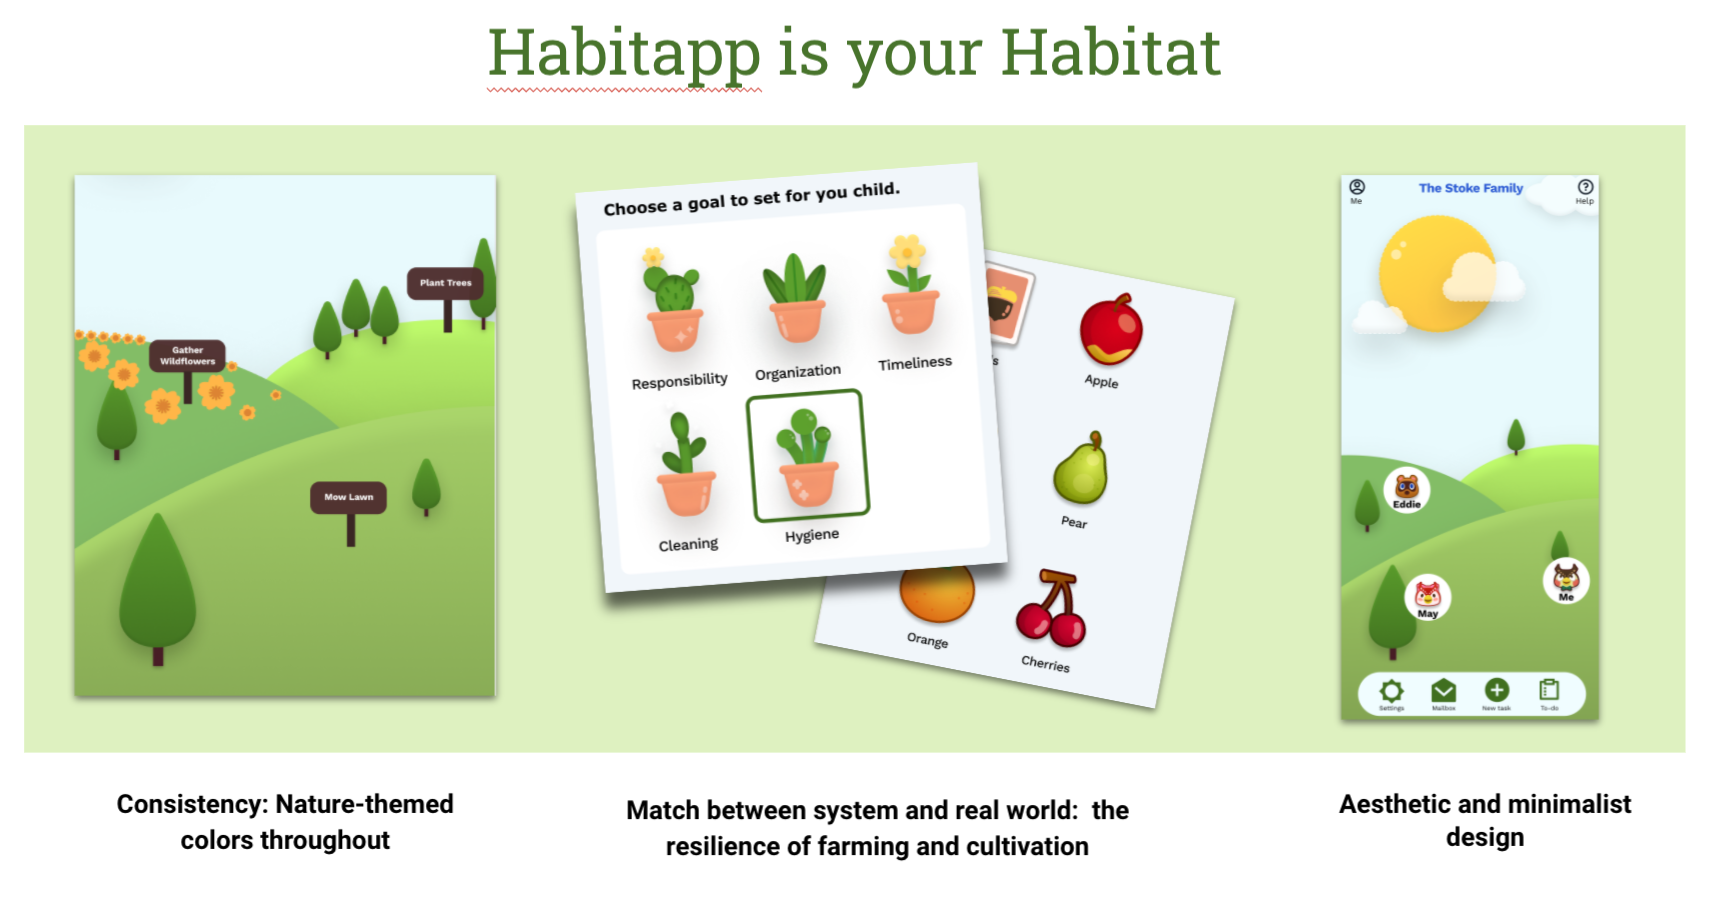 Habitapp is your Habitat
Plant Trees
Gather
Wildflowers
Mow Lawn
Choose a goal to set for you child.
Responsibility
Organization
Timeliness
Cleaning
Hygiene
Apple
Pear
Orange
Cherries
The Stoke Family
Me
Help
Eddie
May
Me
Settings
Mailbox
New task
To-do
Consistency: Nature-themed
colors throughout
Match between system and real world:  the
resilience of farming and cultivation
Aesthetic and minimalist
design